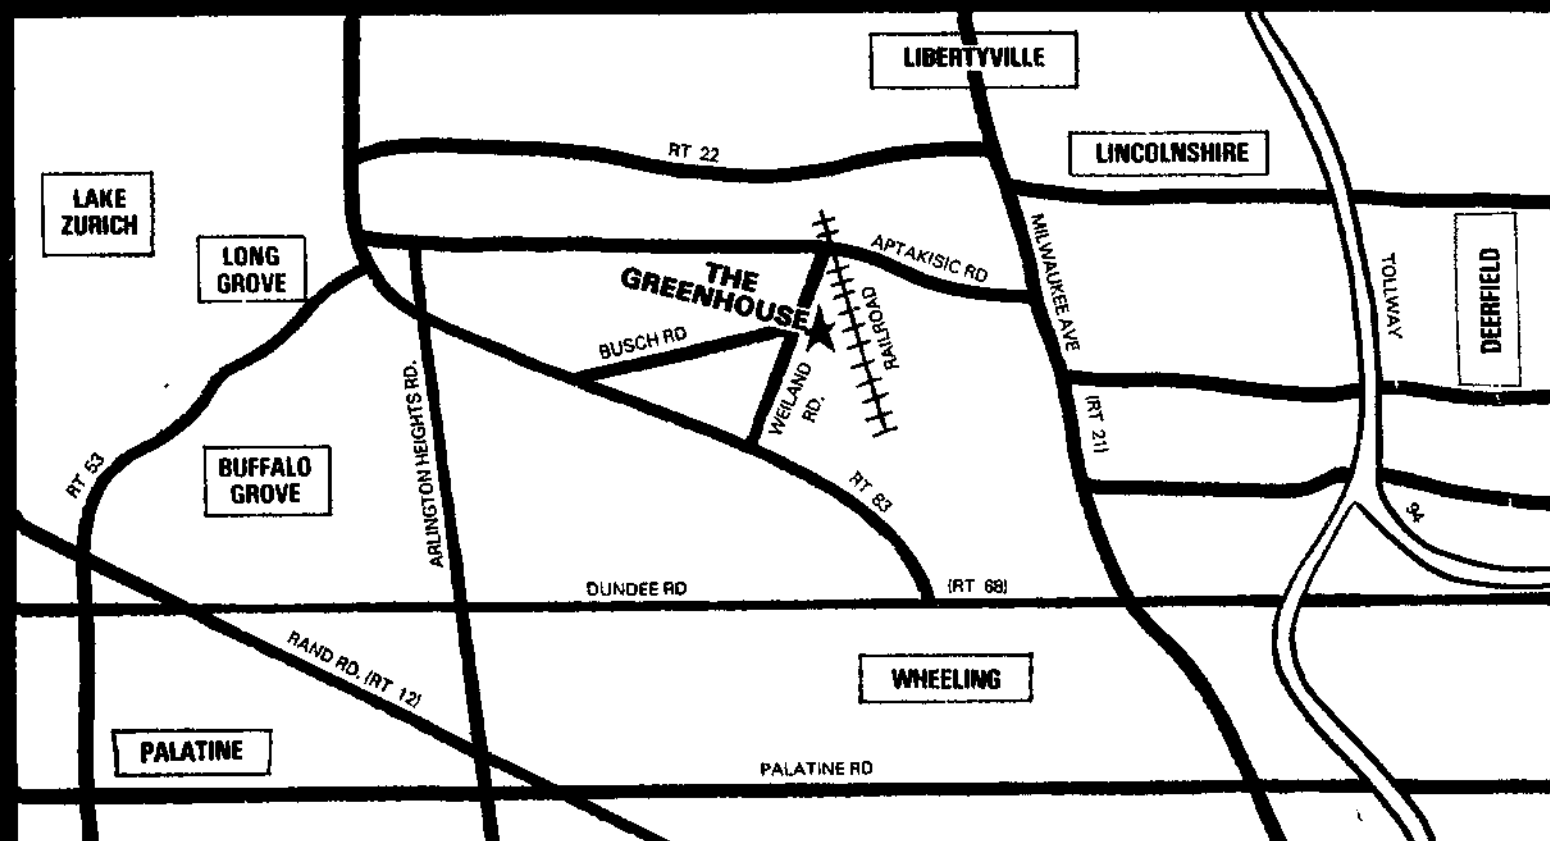 LIBERTYVILLE
LINCOLNSHIRE
RT 22
LAKE
ZURICH
LONG
GROVE
THE
GREENHOUSE
APTAKISIC RD
MILWAUKEE AVE
(RT 21)
TOLLWAY
DEERFIELD
BUSCH RD
RAILROAD
WEILAND
RD.
ARLINGTON HEIGHTS RD.
RT 53
BUFFALO
GROVE
RT 83
94
DUNDEE RD
(RT 68)
RAND RD. (RT 12)
WHEELING
PALATINE
PALATINE RD